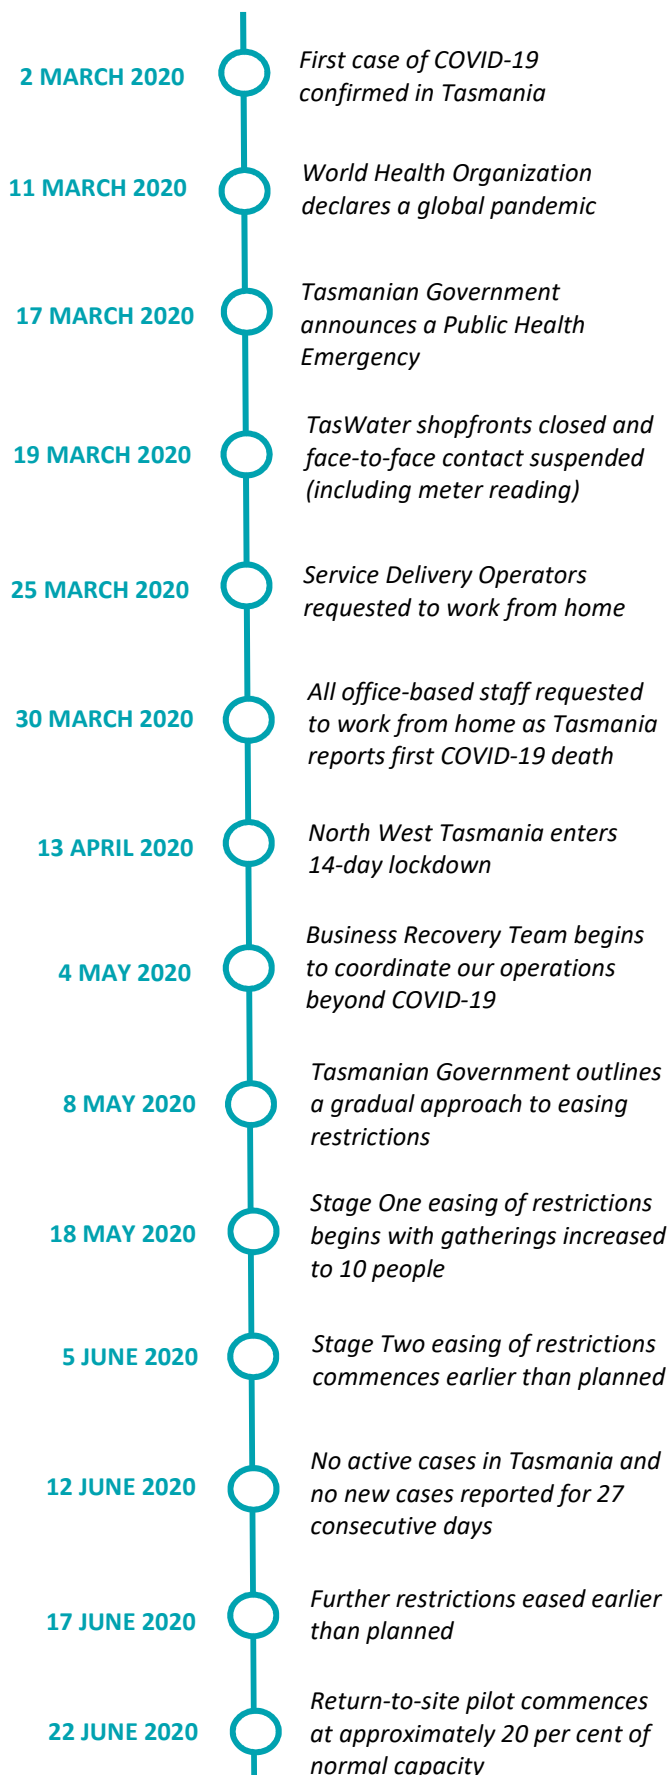 2 MARCH 2020
First case of COVID-19
confirmed in Tasmania
11 MARCH 2020
World Health Organization
declares a global pandemic
17 MARCH 2020
Tasmanian Government
announces a Public Health
Emergency
19 MARCH 2020
TasWater shopfronts closed and
face-to-face contact suspended
(including meter reading)
25 MARCH 2020
Service Delivery Operators
requested to work from home
30 MARCH 2020
All office-based staff requested
to work from home as Tasmania
reports first COVID-19 death
13 APRIL 2020
North West Tasmania enters
14-day lockdown
4 MAY 2020
Business Recovery Team begins
to coordinate our operations
beyond COVID-19
8 MAY 2020
Tasmanian Government outlines
a gradual approach to easing
restrictions
18 MAY 2020
Stage One easing of restrictions
begins with gatherings increased
to 10 people
5 JUNE 2020
Stage Two easing of restrictions
commences earlier than planned
12 JUNE 2020
No active cases in Tasmania and
no new cases reported for 27
consecutive days
17 JUNE 2020
Further restrictions eased earlier
than planned
22 JUNE 2020
Return-to-site pilot commences
at approximately 20 per cent of
normal capacity